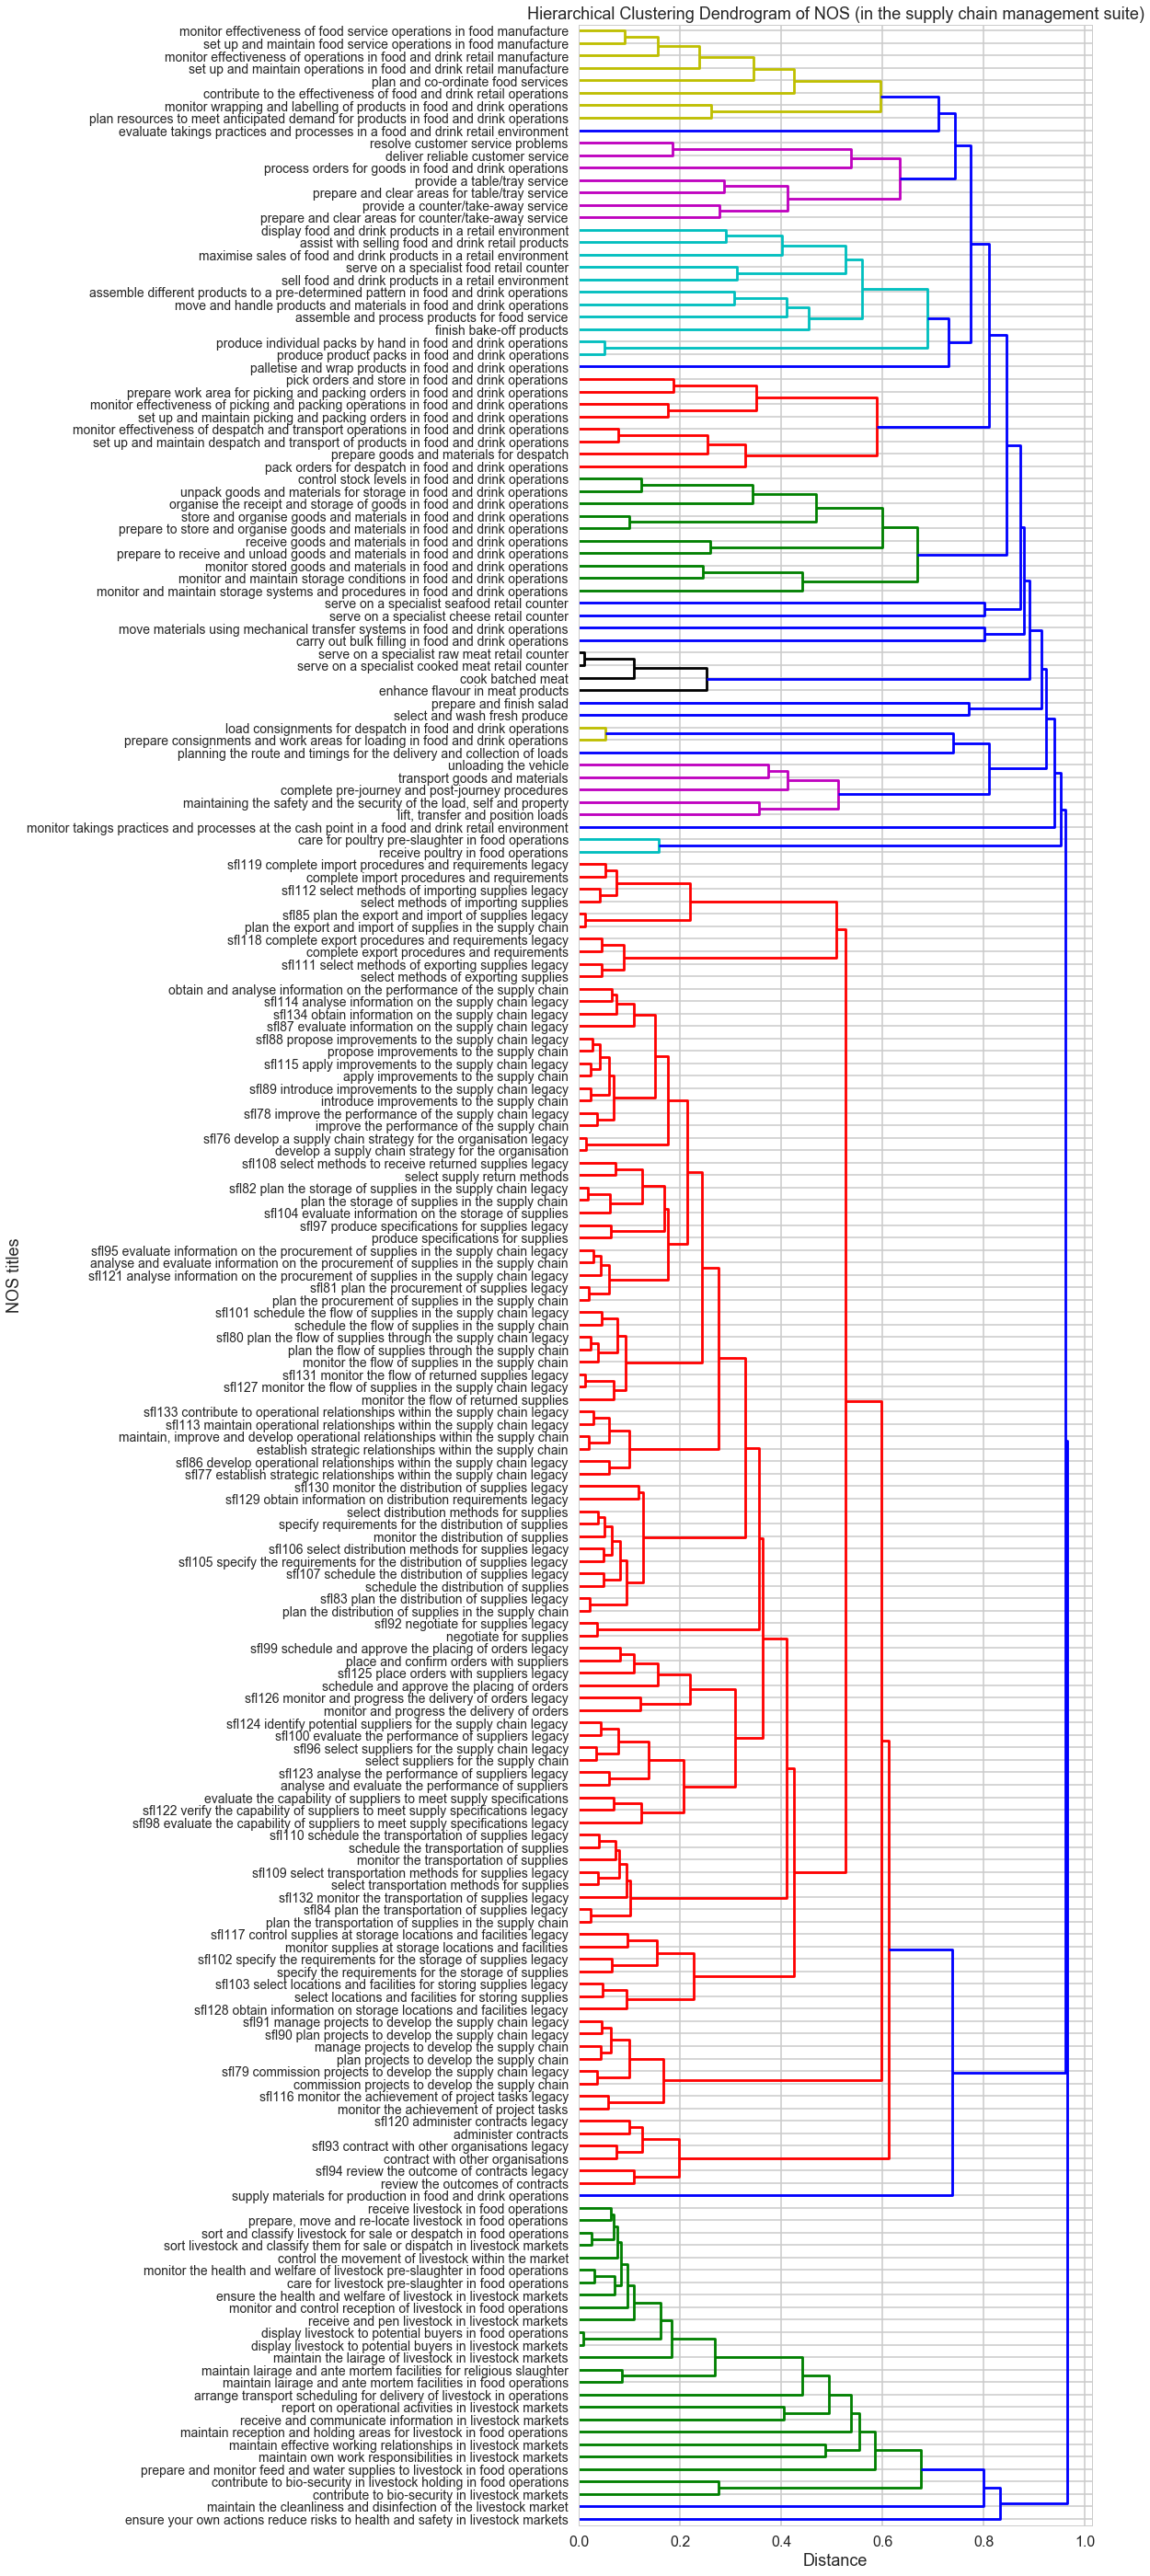 Hierarchical Clustering Dendrogram of NOS (in the supply chain management suite)
monitor effectiveness of food service operations in food manufacture
set up and maintain food service operations in food manufacture
monitor effectiveness of operations in food and drink retail manufacture
set up and maintain operations in food and drink retail manufacture
plan and co-ordinate food services
contribute to the effectiveness of food and drink retail operations
monitor wrapping and labelling of products in food and drink operations
plan resources to meet anticipated demand for products in food and drink operations
evaluate takings practices and processes in a food and drink retail environment
resolve customer service problems
deliver reliable customer service
process orders for goods in food and drink operations
provide a table/tray service
prepare and clear areas for table/tray service
provide a counter/take-away service
prepare and clear areas for counter/take-away service
display food and drink products in a retail environment
assist with selling food and drink retail products
maximise sales of food and drink products in a retail environment
serve on a specialist food retail counter
sell food and drink products in a retail environment
assemble different products to a pre-determined pattern in food and drink operations
move and handle products and materials in food and drink operations
assemble and process products for food service
finish bake-off products
produce individual packs by hand in food and drink operations
produce product packs in food and drink operations
palletise and wrap products in food and drink operations
pick orders and store in food and drink operations
prepare work area for picking and packing orders in food and drink operations
monitor effectiveness of picking and packing operations in food and drink operations
set up and maintain picking and packing orders in food and drink operations
monitor effectiveness of despatch and transport operations in food and drink operations
set up and maintain despatch and transport of products in food and drink operations
prepare goods and materials for despatch
pack orders for despatch in food and drink operations
control stock levels in food and drink operations
unpack goods and materials for storage in food and drink operations
organise the receipt and storage of goods in food and drink operations
store and organise goods and materials in food and drink operations
prepare to store and organise goods and materials in food and drink operations
receive goods and materials in food and drink operations
prepare to receive and unload goods and materials in food and drink operations
monitor stored goods and materials in food and drink operations
monitor and maintain storage conditions in food and drink operations
monitor and maintain storage systems and procedures in food and drink operations
serve on a specialist seafood retail counter
serve on a specialist cheese retail counter
move materials using mechanical transfer systems in food and drink operations
carry out bulk filling in food and drink operations
serve on a specialist raw meat retail counter
serve on a specialist cooked meat retail counter
cook batched meat
enhance flavour in meat products
prepare and finish salad
select and wash fresh produce
load consignments for despatch in food and drink operations
prepare consignments and work areas for loading in food and drink operations
planning the route and timings for the delivery and collection of loads
unloading the vehicle
transport goods and materials
complete pre-journey and post-journey procedures
maintaining the safety and the security of the load, self and property
lift, transfer and position loads
monitor takings practices and processes at the cash point in a food and drink retail environment
care for poultry pre-slaughter in food operations
receive poultry in food operations
sfl119 complete import procedures and requirements legacy
complete import procedures and requirements
sfl112 select methods of importing supplies legacy
select methods of importing supplies
sfl85 plan the export and import of supplies legacy
plan the export and import of supplies in the supply chain
sfl118 complete export procedures and requirements legacy
complete export procedures and requirements
sfl111 select methods of exporting supplies legacy
select methods of exporting supplies
obtain and analyse information on the performance of the supply chain
sfl114 analyse information on the supply chain legacy
sfl134 obtain information on the supply chain legacy
sfl87 evaluate information on the supply chain legacy
sfl88 propose improvements to the supply chain legacy
propose improvements to the supply chain
sfl115 apply improvements to the supply chain legacy
apply improvements to the supply chain
sfl89 introduce improvements to the supply chain legacy
introduce improvements to the supply chain
sfl78 improve the performance of the supply chain legacy
improve the performance of the supply chain
sfl76 develop a supply chain strategy for the organisation legacy
develop a supply chain strategy for the organisation
sfl108 select methods to receive returned supplies legacy
select supply return methods
sfl82 plan the storage of supplies in the supply chain legacy
plan the storage of supplies in the supply chain
sfl104 evaluate information on the storage of supplies
sfl97 produce specifications for supplies legacy
produce specifications for supplies
sfl95 evaluate information on the procurement of supplies in the supply chain legacy
analyse and evaluate information on the procurement of supplies in the supply chain
sfl121 analyse information on the procurement of supplies in the supply chain legacy
sfl81 plan the procurement of supplies legacy
plan the procurement of supplies in the supply chain
sfl101 schedule the flow of supplies in the supply chain legacy
schedule the flow of supplies in the supply chain
sfl80 plan the flow of supplies through the supply chain legacy
plan the flow of supplies through the supply chain
monitor the flow of supplies in the supply chain
sfl131 monitor the flow of returned supplies legacy
sfl127 monitor the flow of supplies in the supply chain legacy
monitor the flow of returned supplies
sfl133 contribute to operational relationships within the supply chain legacy
sfl113 maintain operational relationships within the supply chain legacy
maintain, improve and develop operational relationships within the supply chain
establish strategic relationships within the supply chain
sfl86 develop operational relationships within the supply chain legacy
sfl77 establish strategic relationships within the supply chain legacy
sfl130 monitor the distribution of supplies legacy
sfl129 obtain information on distribution requirements legacy
select distribution methods for supplies
specify requirements for the distribution of supplies
monitor the distribution of supplies
sfl106 select distribution methods for supplies legacy
sfl105 specify the requirements for the distribution of supplies legacy
sfl107 schedule the distribution of supplies legacy
schedule the distribution of supplies
sfl83 plan the distribution of supplies legacy
plan the distribution of supplies in the supply chain
sfl92 negotiate for supplies legacy
negotiate for supplies
sfl99 schedule and approve the placing of orders legacy
place and confirm orders with suppliers
sfl125 place orders with suppliers legacy
schedule and approve the placing of orders
sfl126 monitor and progress the delivery of orders legacy
monitor and progress the delivery of orders
sfl124 identify potential suppliers for the supply chain legacy
sfl100 evaluate the performance of suppliers legacy
sfl96 select suppliers for the supply chain legacy
select suppliers for the supply chain
sfl123 analyse the performance of suppliers legacy
analyse and evaluate the performance of suppliers
evaluate the capability of suppliers to meet supply specifications
sfl122 verify the capability of suppliers to meet supply specifications legacy
sfl98 evaluate the capability of suppliers to meet supply specifications legacy
sfl110 schedule the transportation of supplies legacy
schedule the transportation of supplies
monitor the transportation of supplies
sfl109 select transportation methods for supplies legacy
select transportation methods for supplies
sfl132 monitor the transportation of supplies legacy
sfl84 plan the transportation of supplies legacy
plan the transportation of supplies in the supply chain
sfl117 control supplies at storage locations and facilities legacy
monitor supplies at storage locations and facilities
sfl102 specify the requirements for the storage of supplies legacy
specify the requirements for the storage of supplies
sfl103 select locations and facilities for storing supplies legacy
select locations and facilities for storing supplies
sfl128 obtain information on storage locations and facilities legacy
sfl91 manage projects to develop the supply chain legacy
sfl90 plan projects to develop the supply chain legacy
manage projects to develop the supply chain
plan projects to develop the supply chain
sfl79 commission projects to develop the supply chain legacy
commission projects to develop the supply chain
sfl116 monitor the achievement of project tasks legacy
monitor the achievement of project tasks
sfl120 administer contracts legacy
administer contracts
sfl93 contract with other organisations legacy
contract with other organisations
sfl94 review the outcome of contracts legacy
review the outcomes of contracts
supply materials for production in food and drink operations
receive livestock in food operations
prepare, move and re-locate livestock in food operations
sort and classify livestock for sale or despatch in food operations
sort livestock and classify them for sale or dispatch in livestock markets
control the movement of livestock within the market
monitor the health and welfare of livestock pre-slaughter in food operations
care for livestock pre-slaughter in food operations
ensure the health and welfare of livestock in livestock markets
monitor and control reception of livestock in food operations
receive and pen livestock in livestock markets
display livestock to potential buyers in food operations
display livestock to potential buyers in livestock markets
maintain the lairage of livestock in livestock markets
maintain lairage and ante mortem facilities for religious slaughter
maintain lairage and ante mortem facilities in food operations
arrange transport scheduling for delivery of livestock in operations
report on operational activities in livestock markets
receive and communicate information in livestock markets
maintain reception and holding areas for livestock in food operations
maintain effective working relationships in livestock markets
maintain own work responsibilities in livestock markets
prepare and monitor feed and water supplies to livestock in food operations
contribute to bio-security in livestock holding in food operations
contribute to bio-security in livestock markets
maintain the cleanliness and disinfection of the livestock market
ensure your own actions reduce risks to health and safety in livestock markets
NOS titles
0.0 0.2 0.4 0.6 0.8 1.0
Distance